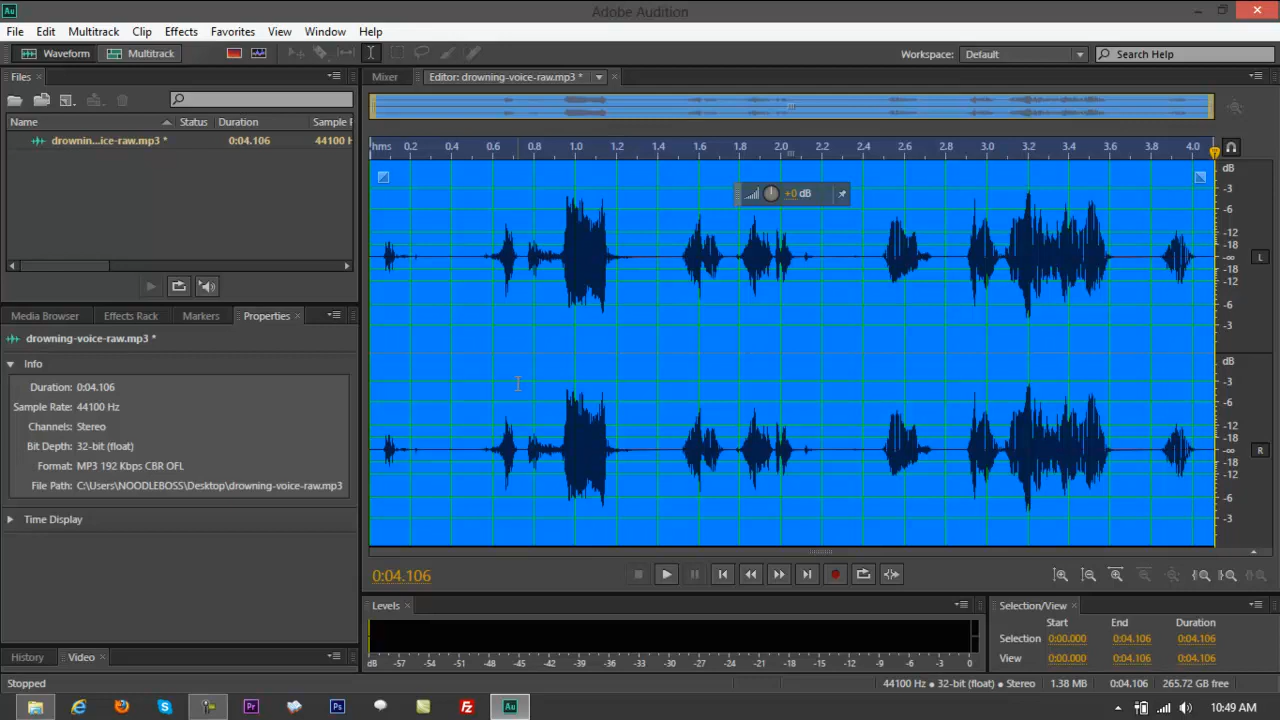 Au
Adobe Audition
File Edit Multitrack Clip Effects Favorites View Window Help
Waveform Multitrack
Workspace: Default
Search Help
Files
Mixer
Editor: drowning-voice-raw.mp3 *
Name Status Duration Sample R
drownin...ice-raw.mp3 * 0:04.106 44100 H
hms 0.2 0.4 0.6 0.8 1.0 1.2 1.4 1.6 1.8 2.0 2.2 2.4 2.6 2.8 3.0 3.2 3.4 3.6 3.8 4.0
+0 dB
dB
-3
-6
-12
-18
-∞
-18
-12
-6
-3
L
dB
-3
-6
-12
-18
-∞
-18
-12
-6
-3
R
Media Browser Effects Rack Markers Properties
drowning-voice-raw.mp3 *
Info
Duration: 0:04.106
Sample Rate: 44100 Hz
Channels: Stereo
Bit Depth: 32-bit (float)
Format: MP3 192 Kbps CBR OFL
File Path: C:\Users\NOODLEBOSS\Desktop\drowning-voice-raw.mp3
Time Display
0:04.106
Levels
dB -57 -54 -51 -48 -45 -42 -39 -36 -33 -30 -27 -24 -21 -18 -15 -12 -9 -6 -3 0
Selection/View
Start End Duration
Selection 0:00.000 0:04.106 0:04.106
View 0:00.000 0:04.106 0:04.106
History Video
Stopped
44100 Hz • 32-bit (float) • Stereo 1.38 MB 0:04.106 265.72 GB free
Pr
Ps
Fz
Au
10:49 AM